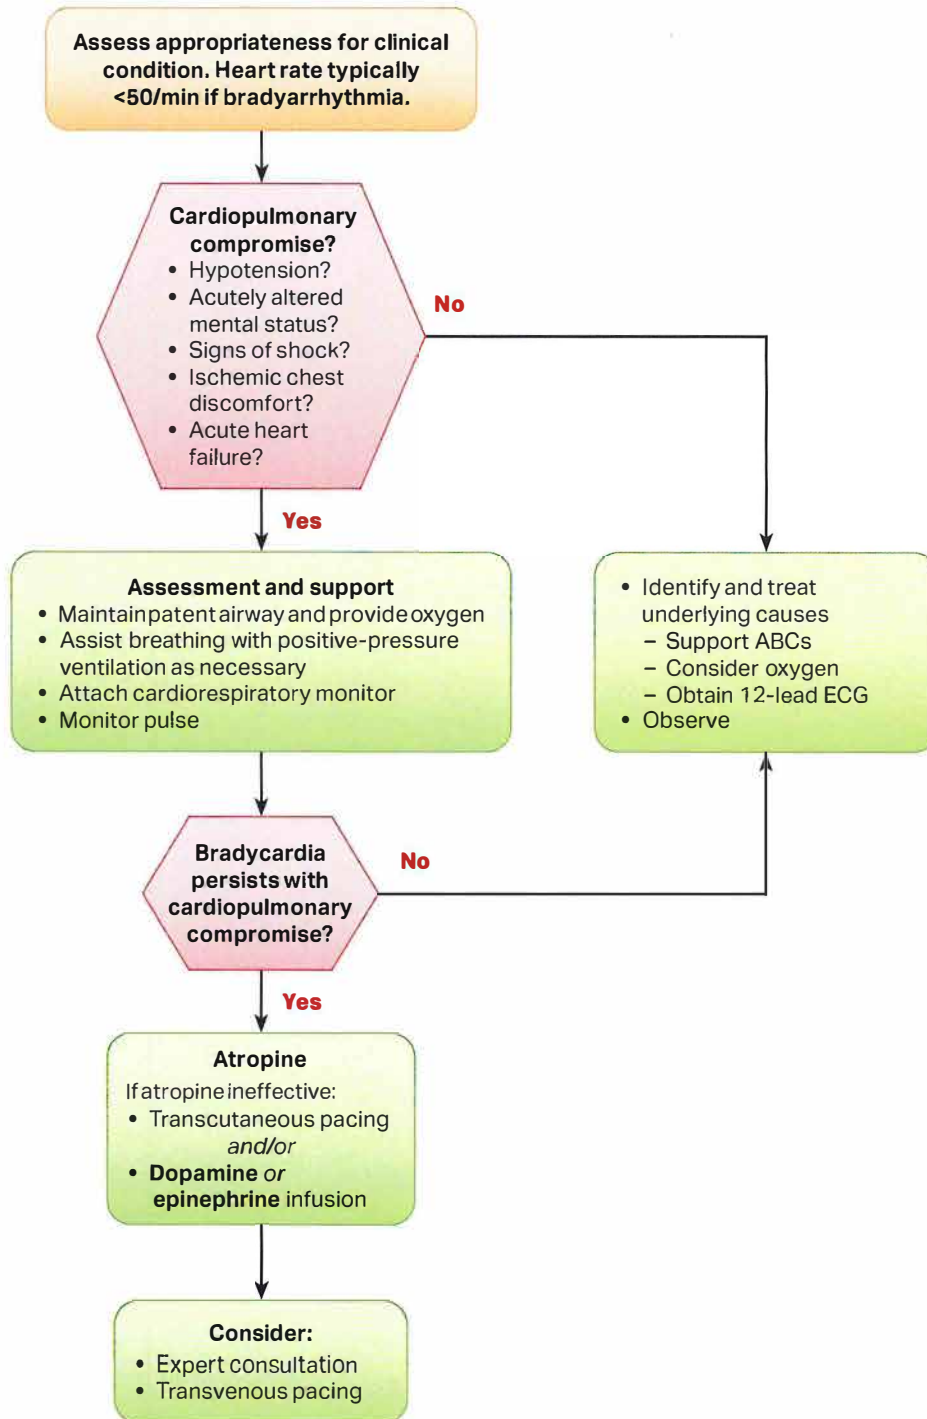 Assess appropriateness for clinical
condition. Heart rate typically
<50/min if bradyarrhythmia.
Cardiopulmonary
compromise?
• Hypotension?
• Acutely altered
mental status?
• Signs of shock?
• Ischemic chest
discomfort?
• Acute heart
failure?
No
Yes
Assessment and support
• Maintain patent airway and provide oxygen
• Assist breathing with positive-pressure
ventilation as necessary
• Attach cardiorespiratory monitor
• Monitor pulse
• Identify and treat
underlying causes
– Support ABCs
– Consider oxygen
– Obtain 12-lead ECG
• Observe
Bradycardia
persists with
cardiopulmonary
compromise?
No
Yes
Atropine
If atropine ineffective:
• Transcutaneous pacing
and/or
• Dopamine or
epinephrine infusion
Consider:
• Expert consultation
• Transvenous pacing